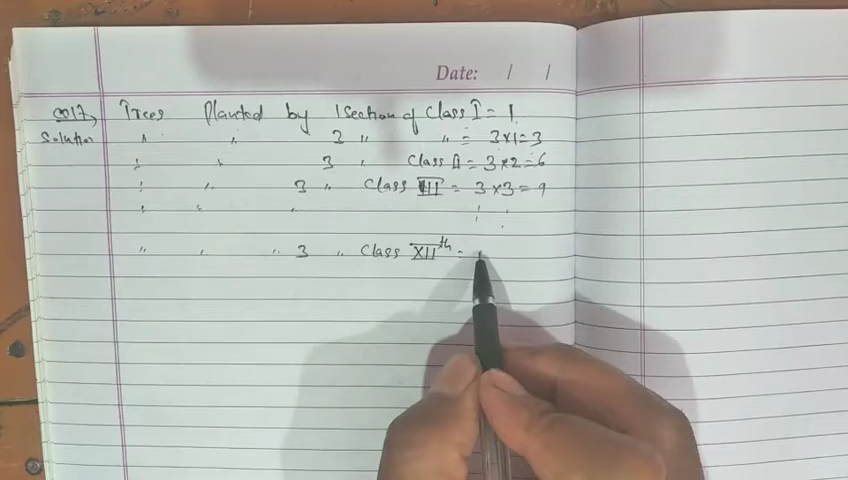 Date: / /
Q17, Trees Planted by 1 Section of Class I = 1
Solution " " 3 " " = 3×1=3
" " 3 " Class II = 3×2=6
" " 3 " Class III = 3×3=9
" " "
" " " 3 " Class XIIth =